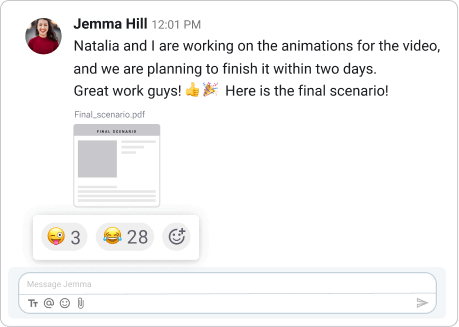 Jemma Hill 12:01 PM
Natalia and I are working on the animations for the video,
and we are planning to finish it within two days.
Great work guys! 👍🎉 Here is the final scenario!
Final_scenario.pdf
FINAL SCENARIO
😜 3 😂 28
Message Jemma
Tт @